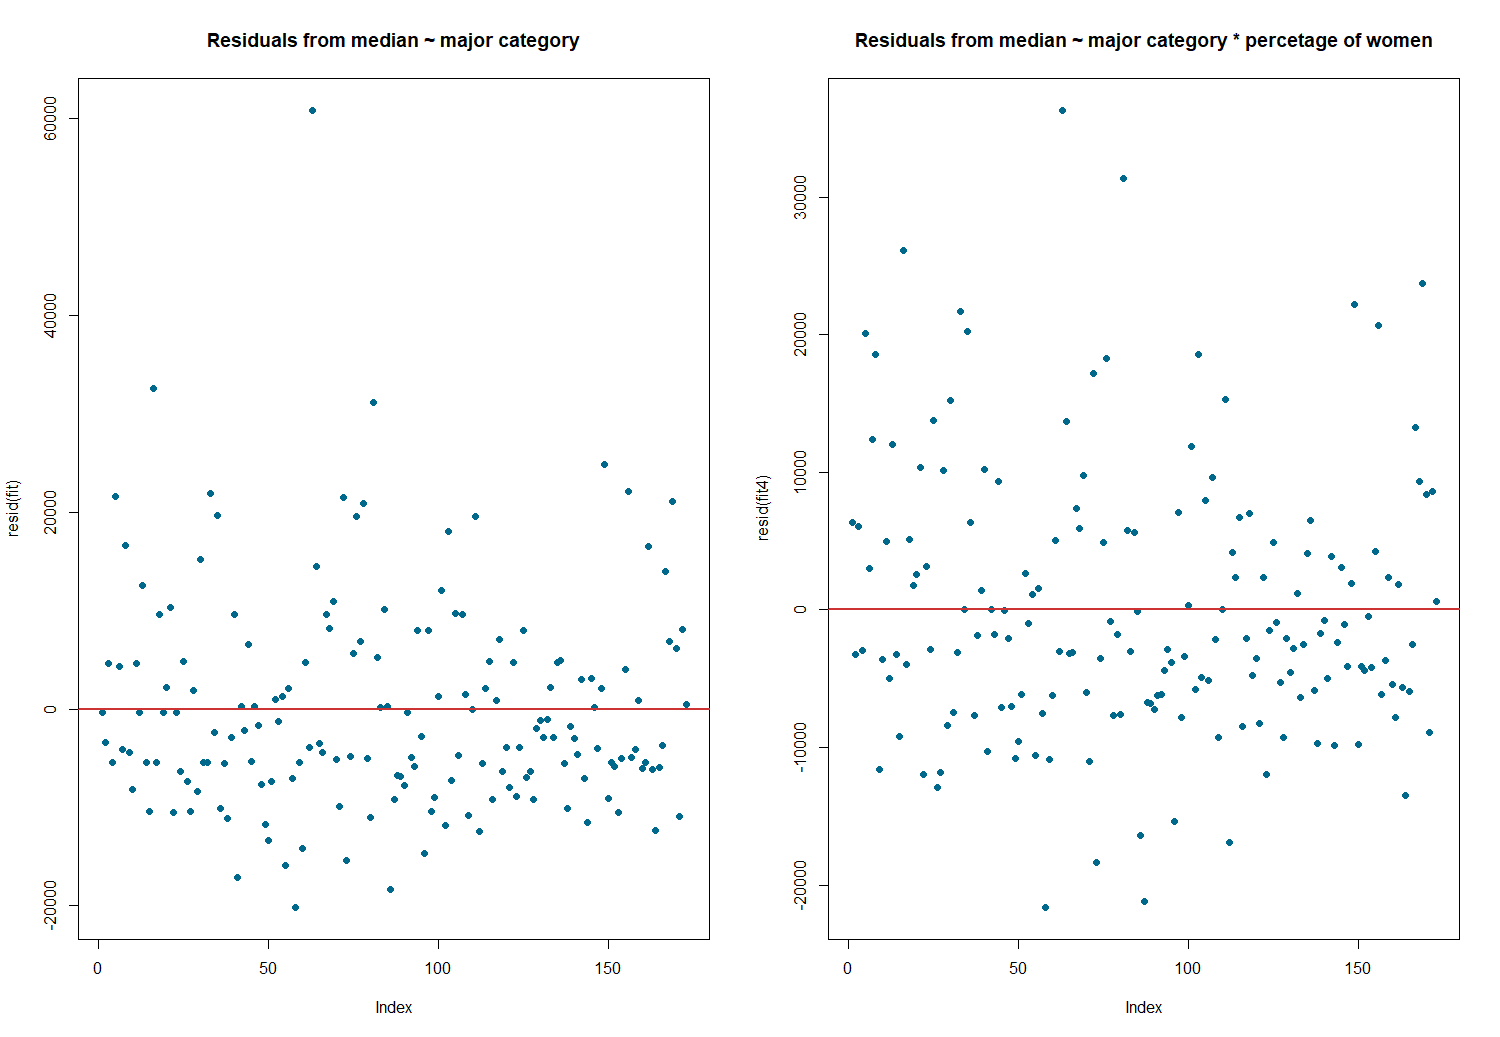 Residuals from median ~ major category
resid(fit)
60000
40000
20000
0
-20000
0 50 100 150
Index
Residuals from median ~ major category * percetage of women
resid(fit4)
30000
20000
10000
0
-10000
-20000
0 50 100 150
Index